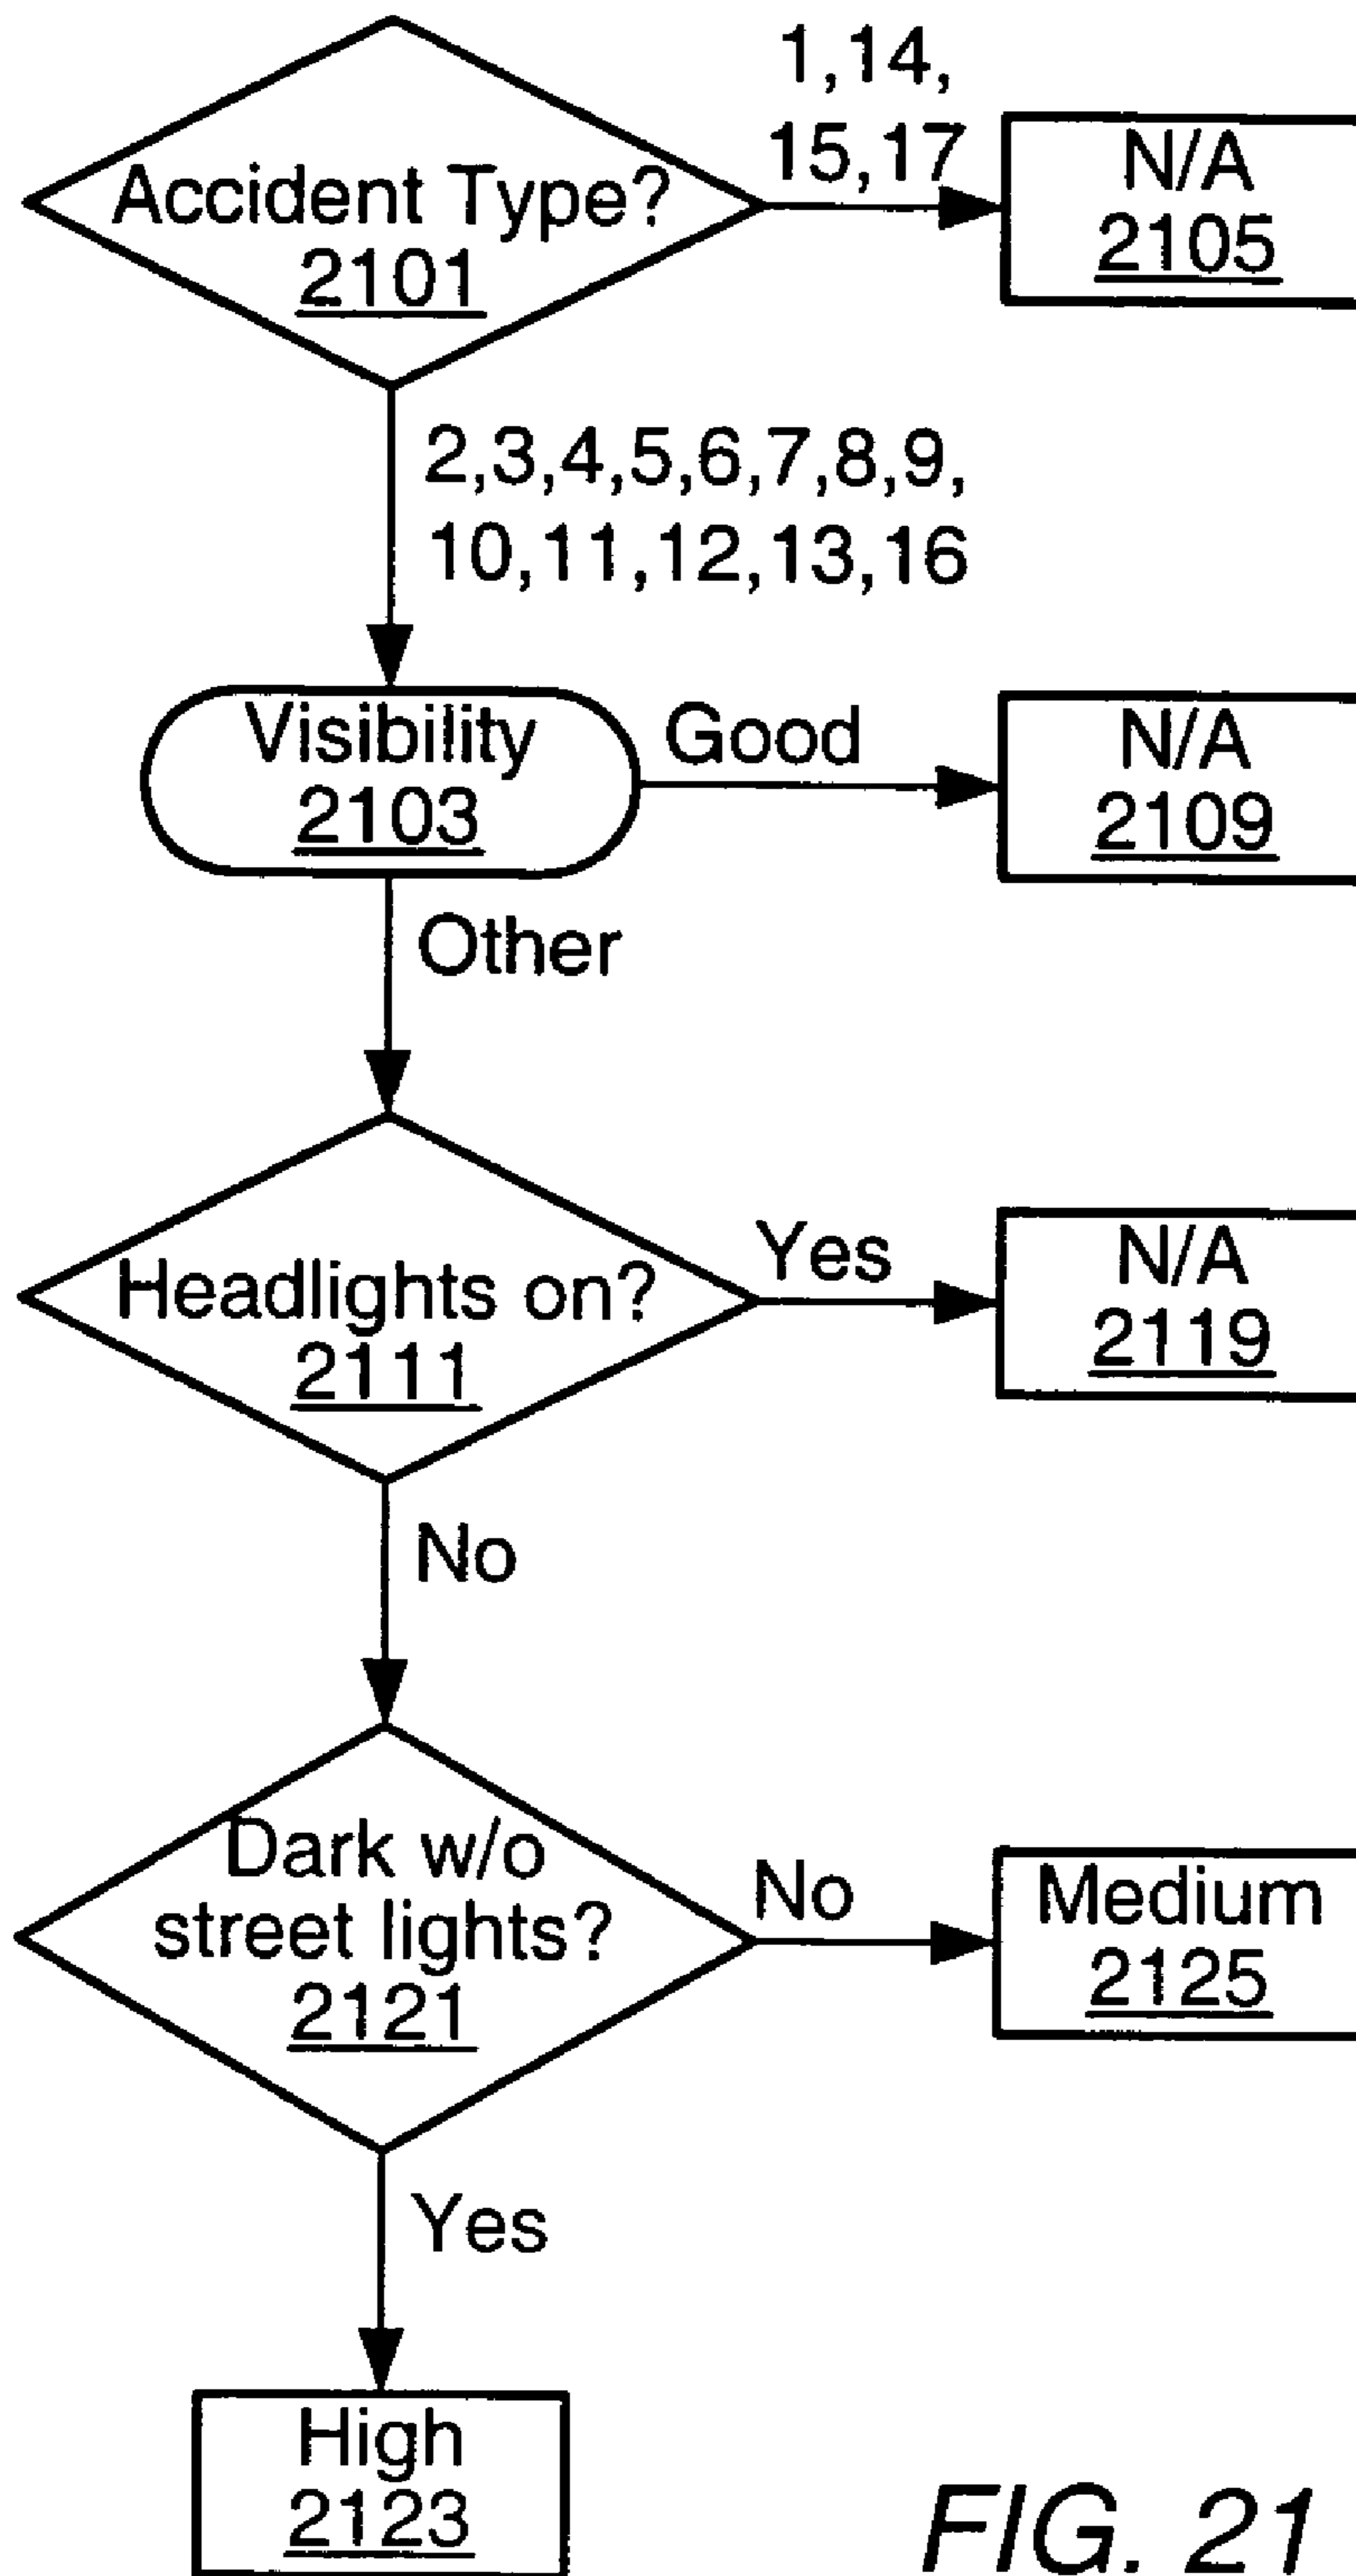 Accident Type?
2101
1,14,
15,17
N/A
2105
2,3,4,5,6,7,8,9,
10,11,12,13,16
Visibility
2103
Good
N/A
2109
Other
Headlights on?
2111
Yes
N/A
2119
No
Dark w/o
street lights?
2121
No
Medium
2125
Yes
High
2123
FIG. 21